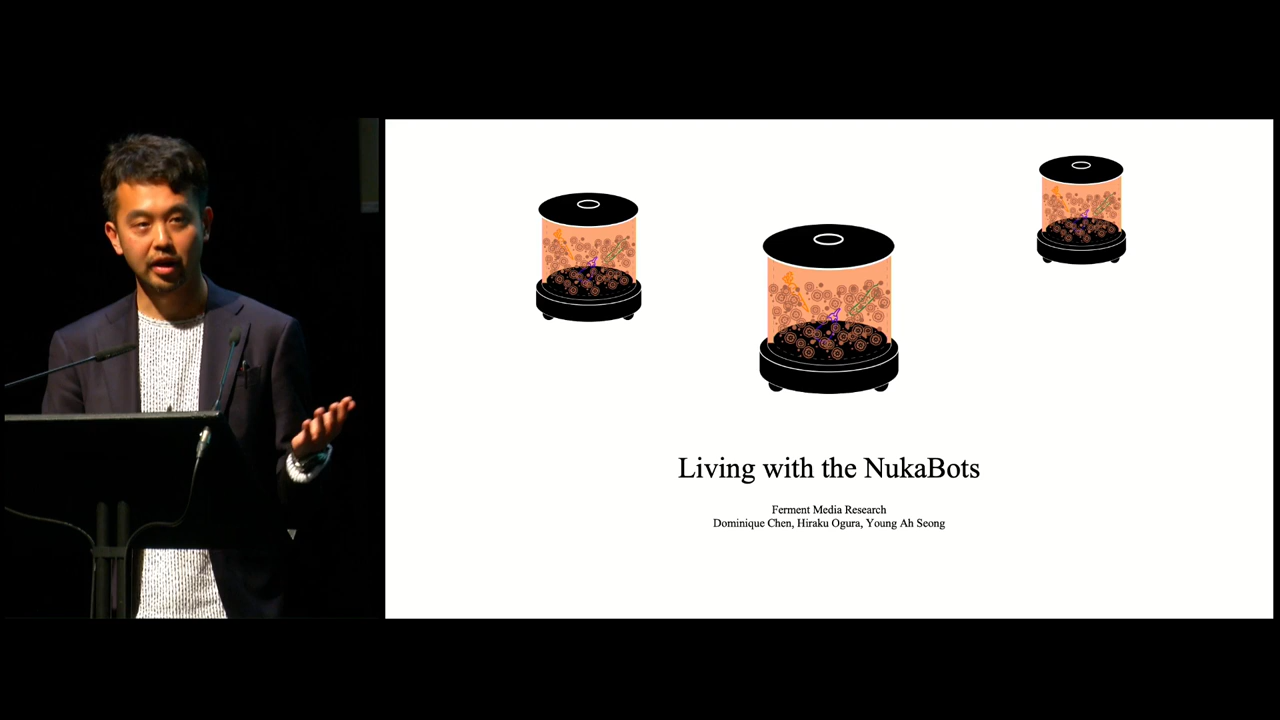 Living with the NukaBots
Ferment Media Research
Dominique Chen, Hiraku Ogura, Young Ah Seong